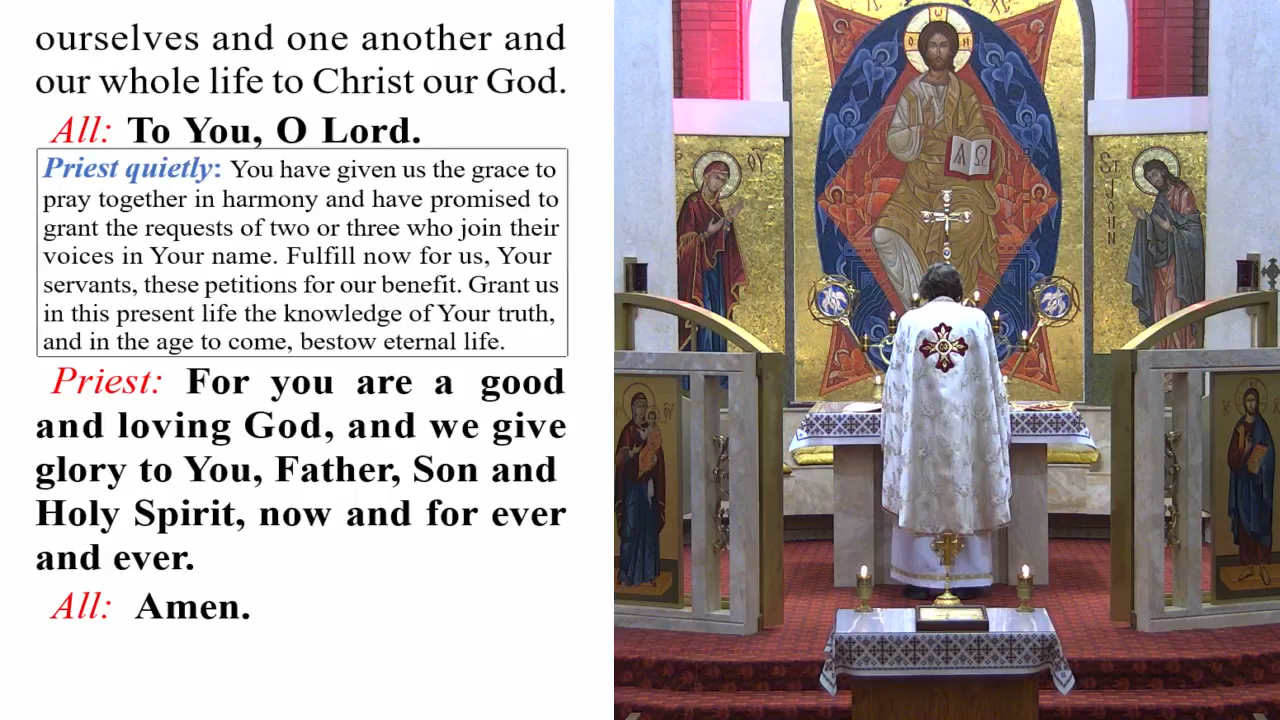 ourselves and one another and
our whole life to Christ our God.
All: To You, O Lord.
Priest quietly: You have given us the grace to
pray together in harmony and have promised to
grant the requests of two or three who join their
voices in Your name. Fulfill now for us, Your
servants, these petitions for our benefit. Grant us
in this present life the knowledge of Your truth,
and in the age to come, bestow eternal life.
Priest: For you are a good
and loving God, and we give
glory to You, Father, Son and
Holy Spirit, now and for ever
and ever.
All: Amen.
Α Ω
ST
JOHN